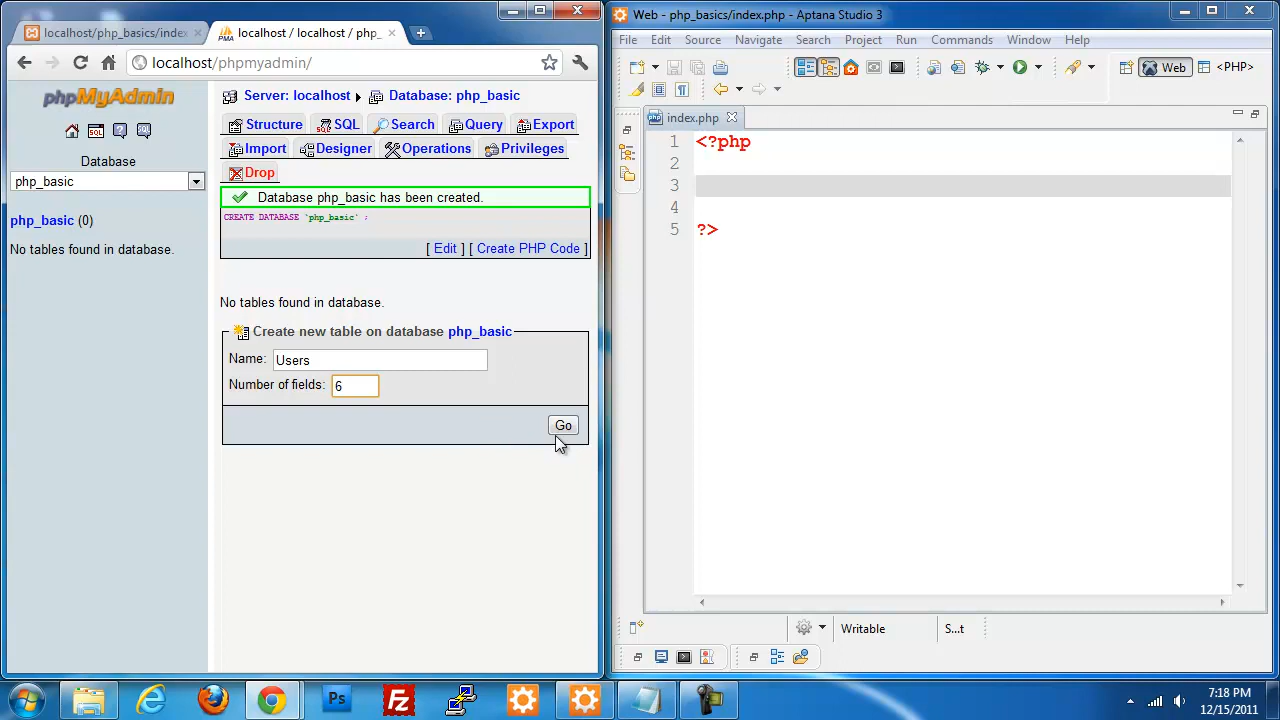 localhost/php_basics/index
localhost / localhost / php_
localhost/phpmyadmin/
phpMyAdmin
SQL
Database
php_basic
php_basic (0)
No tables found in database.
Server: localhost Database: php_basic
Structure SQL Search Query Export
Import Designer Operations Privileges
Drop
Database php_basic has been created.
CREATE DATABASE `php_basic` ;
[ Edit ] [ Create PHP Code ]
No tables found in database.
Create new table on database php_basic
Name: Users
Number of fields: 6
Go
Web - php_basics/index.php - Aptana Studio 3
File Edit Source Navigate Search Project Run Commands Window Help
Web <PHP>
index.php
1 <?php
2
3
4
5 ?>
Writable S...t
Ps Fz
7:18 PM
12/15/2011